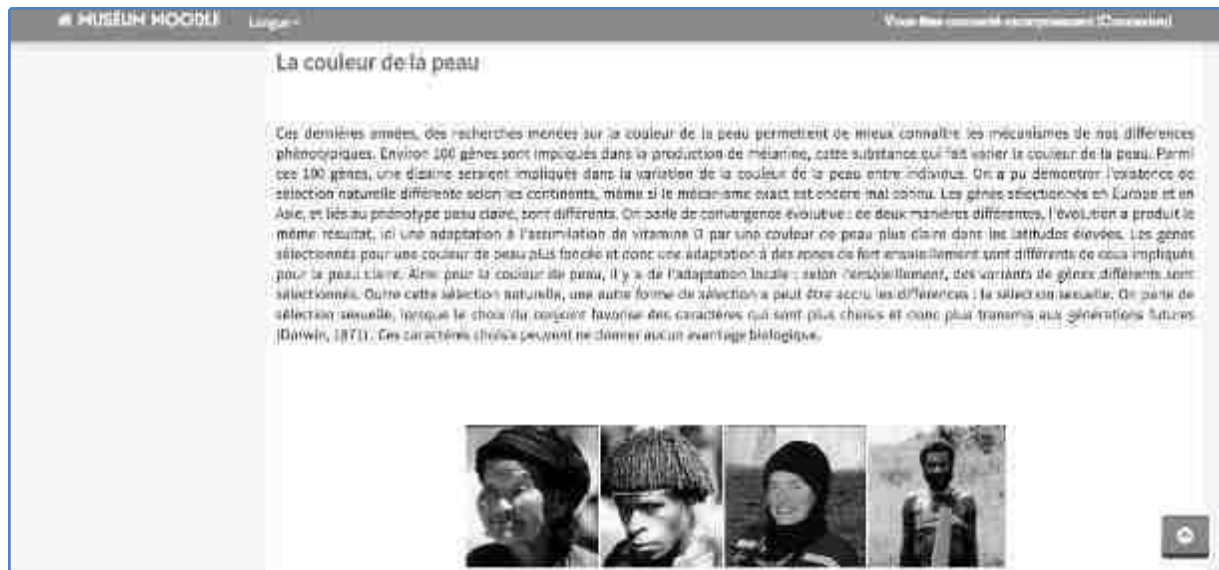 MUSÉUM MOODLE Langue Vous êtes connecté anonymement (Connexion)
La couleur de la peau
Ces dernières années, des recherches menées sur la couleur de la peau permettent de mieux connaître les mécanismes de nos différences
phénotypiques. Environ 100 gènes sont impliqués dans la production de mélanine, cette substance qui fait varier la couleur de la peau. Parmi
ces 100 gènes, une dizaine seraient impliqués dans la variation de la couleur de la peau entre individus. On a pu démontrer l'existence de
sélection naturelle différente selon les continents, même si le mécanisme exact est encore mal connu. Les gènes sélectionnés en Europe et en
Asie, et liés au phénotype peau claire, sont différents. On parle de convergence évolutive : de deux manières différentes, l'évolution a produit le
même résultat, ici une adaptation à l'assimilation de vitamine D par une couleur de peau plus claire dans les latitudes élevées. Les gènes
sélectionnés pour une couleur de peau plus foncée et donc une adaptation à des zones de fort ensoleillement sont différents de ceux impliqués
pour la peau claire. Ainsi pour la couleur de peau, il y a de l'adaptation locale : selon l'ensoleillement, des variants de gènes différents sont
sélectionnés. Outre cette sélection naturelle, une autre forme de sélection a peut être accru les différences : la sélection sexuelle. On parle de
sélection sexuelle, lorsque le choix du conjoint favorise des caractères qui sont plus choisis et donc plus transmis aux générations futures
(Darwin, 1871). Ces caractères choisis peuvent ne donner aucun avantage biologique.